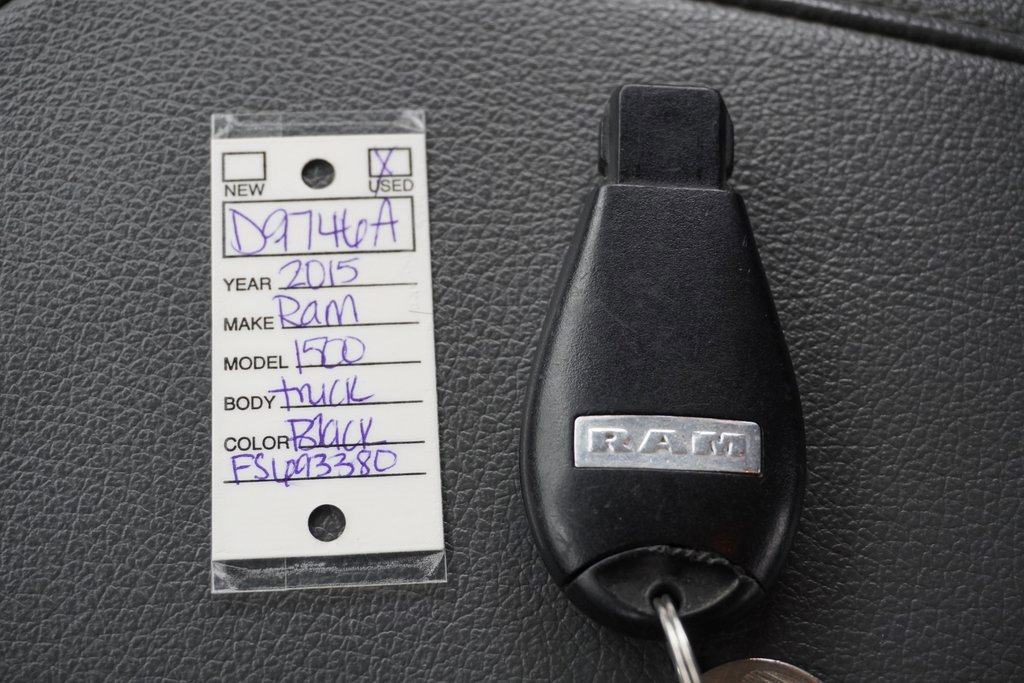 X
NEW USED
D9746A
YEAR 2015
MAKE Ram
MODEL 1500
BODY truck
COLOR Black
FS693380
RAM